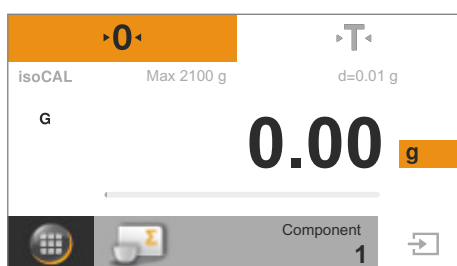 ▸0◂ ▸T◂
isoCAL Max 2100 g d=0.01 g
G
0.00 g
Σ
Component
1